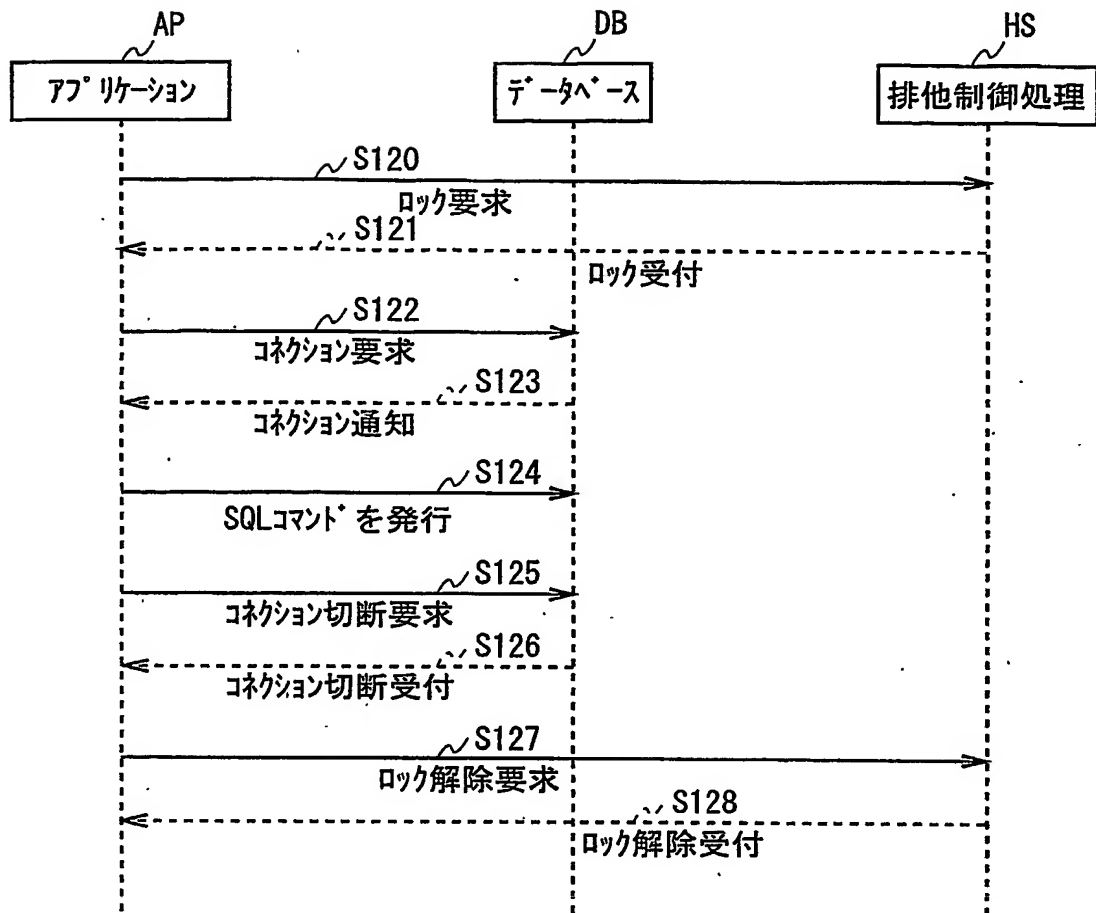 AP
DB
HS
ｱﾌﾟﾘｹｰｼｮﾝ
ﾃﾞｰﾀﾍﾞｰｽ
排他制御処理
S120
ﾛｯｸ要求
S121
ﾛｯｸ受付
S122
ｺﾈｸｼｮﾝ要求
S123
ｺﾈｸｼｮﾝ通知
S124
SQLｺﾏﾝﾄﾞを発行
S125
ｺﾈｸｼｮﾝ切断要求
S126
ｺﾈｸｼｮﾝ切断受付
S127
ﾛｯｸ解除要求
S128
ﾛｯｸ解除受付